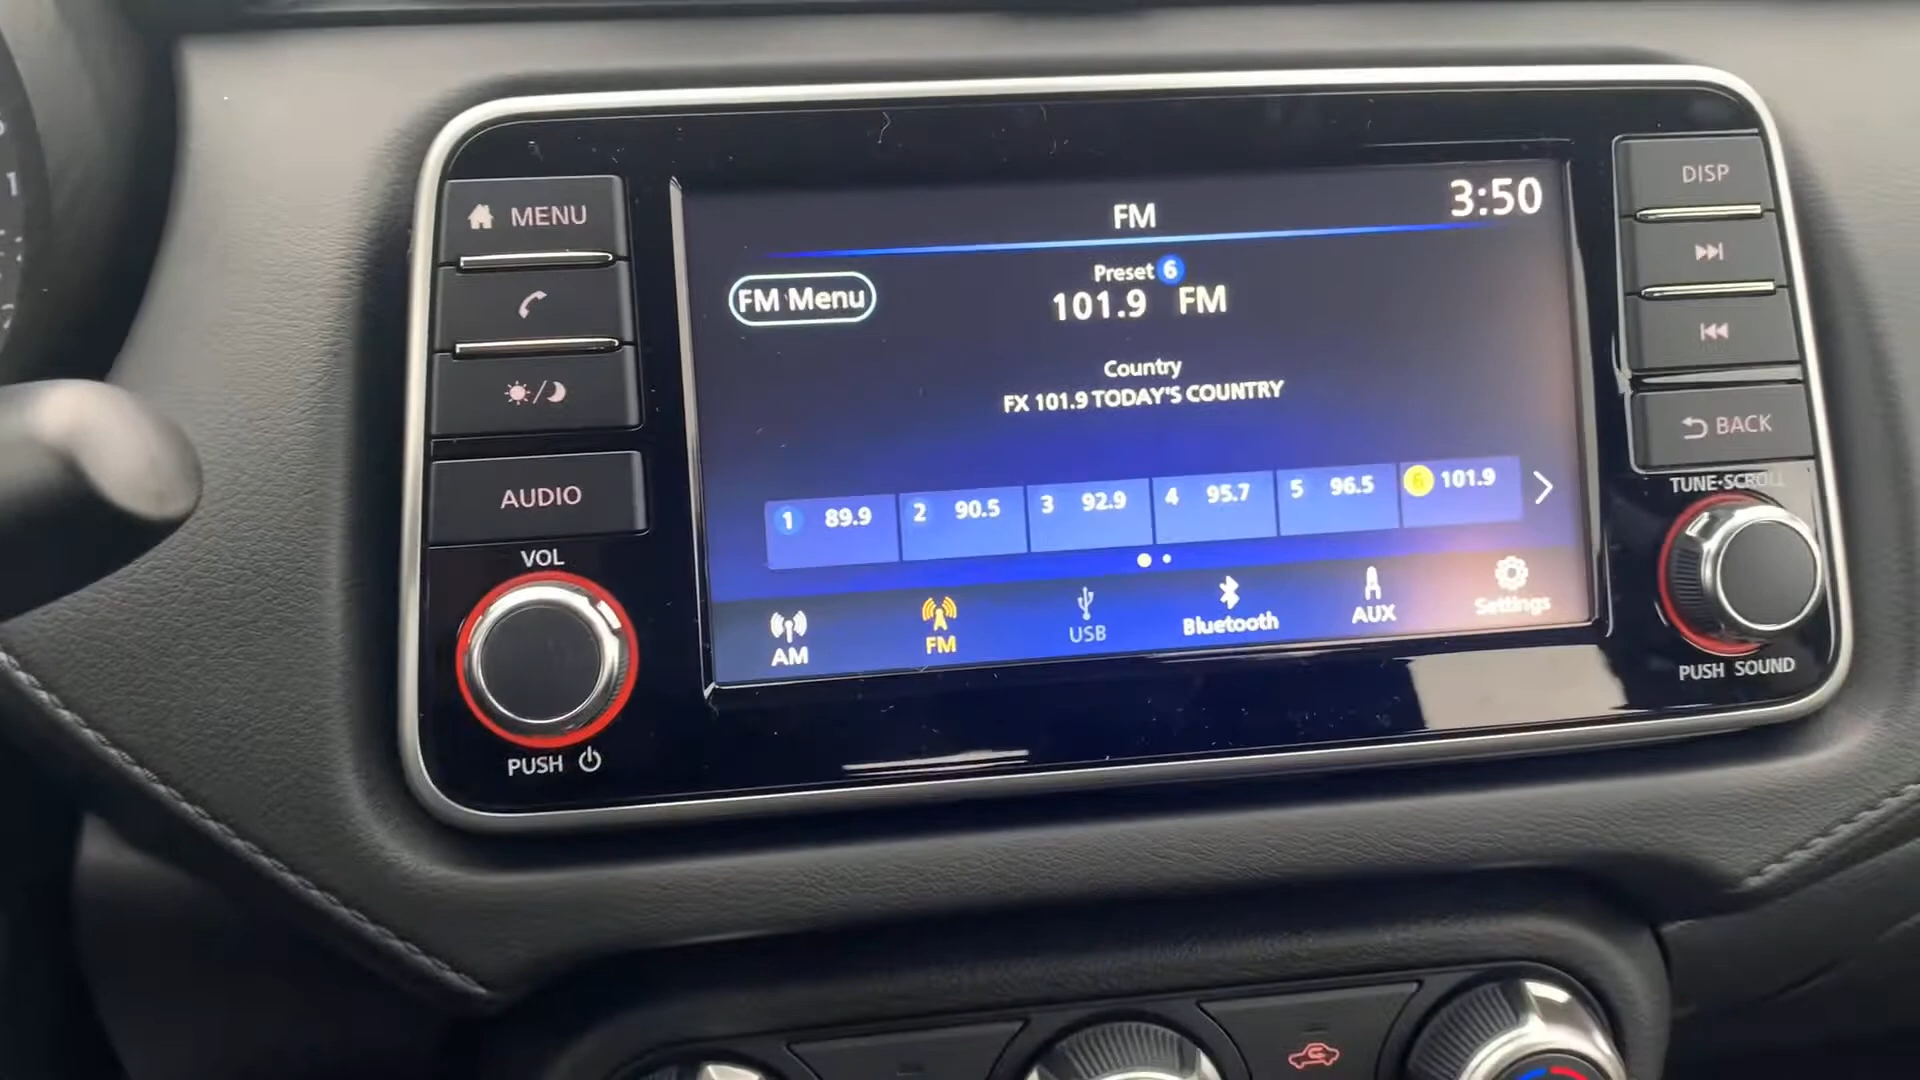 1
MENU
AUDIO
VOL
PUSH
FM
3:50
FM Menu
Preset 6
101.9 FM
Country
FX 101.9 TODAY'S COUNTRY
1 89.9
2 90.5
3 92.9
4 95.7
5 96.5
6 101.9
AM
FM
USB
Bluetooth
AUX
Settings
DISP
BACK
TUNE·SCROLL
PUSH SOUND